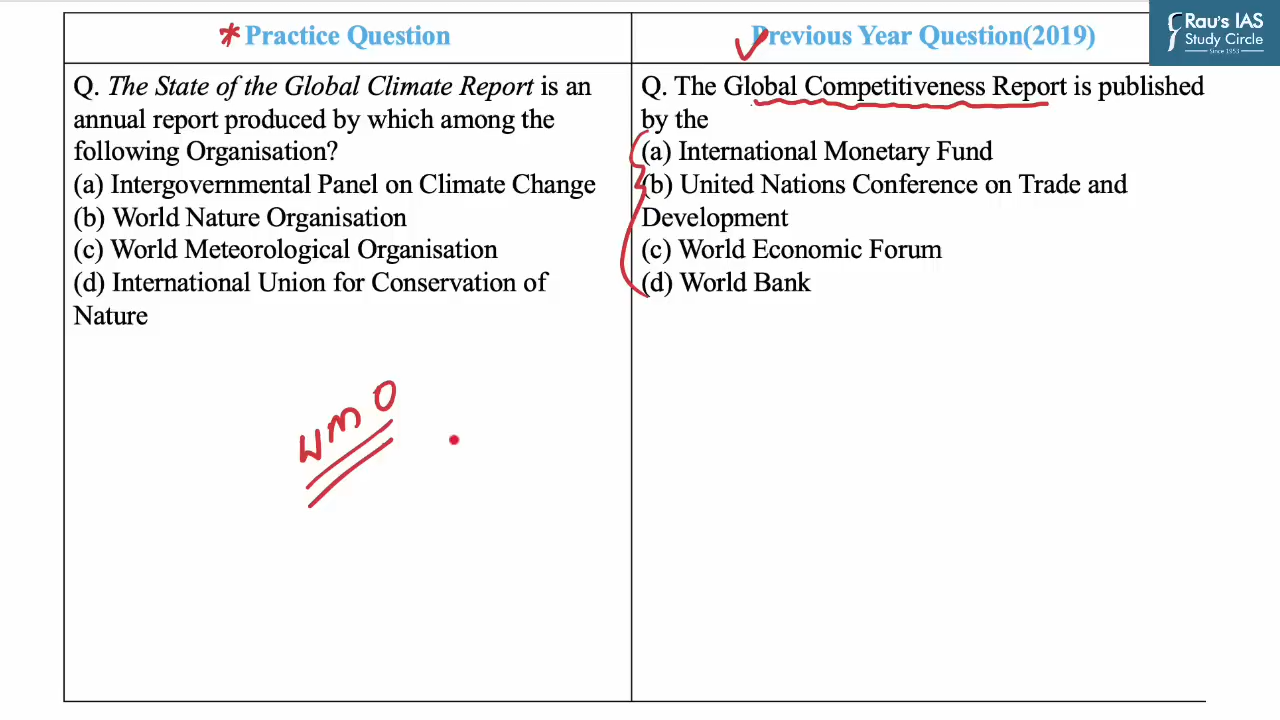 Practice Question
Q. The State of the Global Climate Report is an
annual report produced by which among the
following Organisation?
(a) Intergovernmental Panel on Climate Change
(b) World Nature Organisation
(c) World Meteorological Organisation
(d) International Union for Conservation of
Nature
WMO
Previous Year Question(2019)
Q. The Global Competitiveness Report is published
by the
(a) International Monetary Fund
(b) United Nations Conference on Trade and
Development
(c) World Economic Forum
(d) World Bank
Rau's IAS
Study Circle
Since 1953